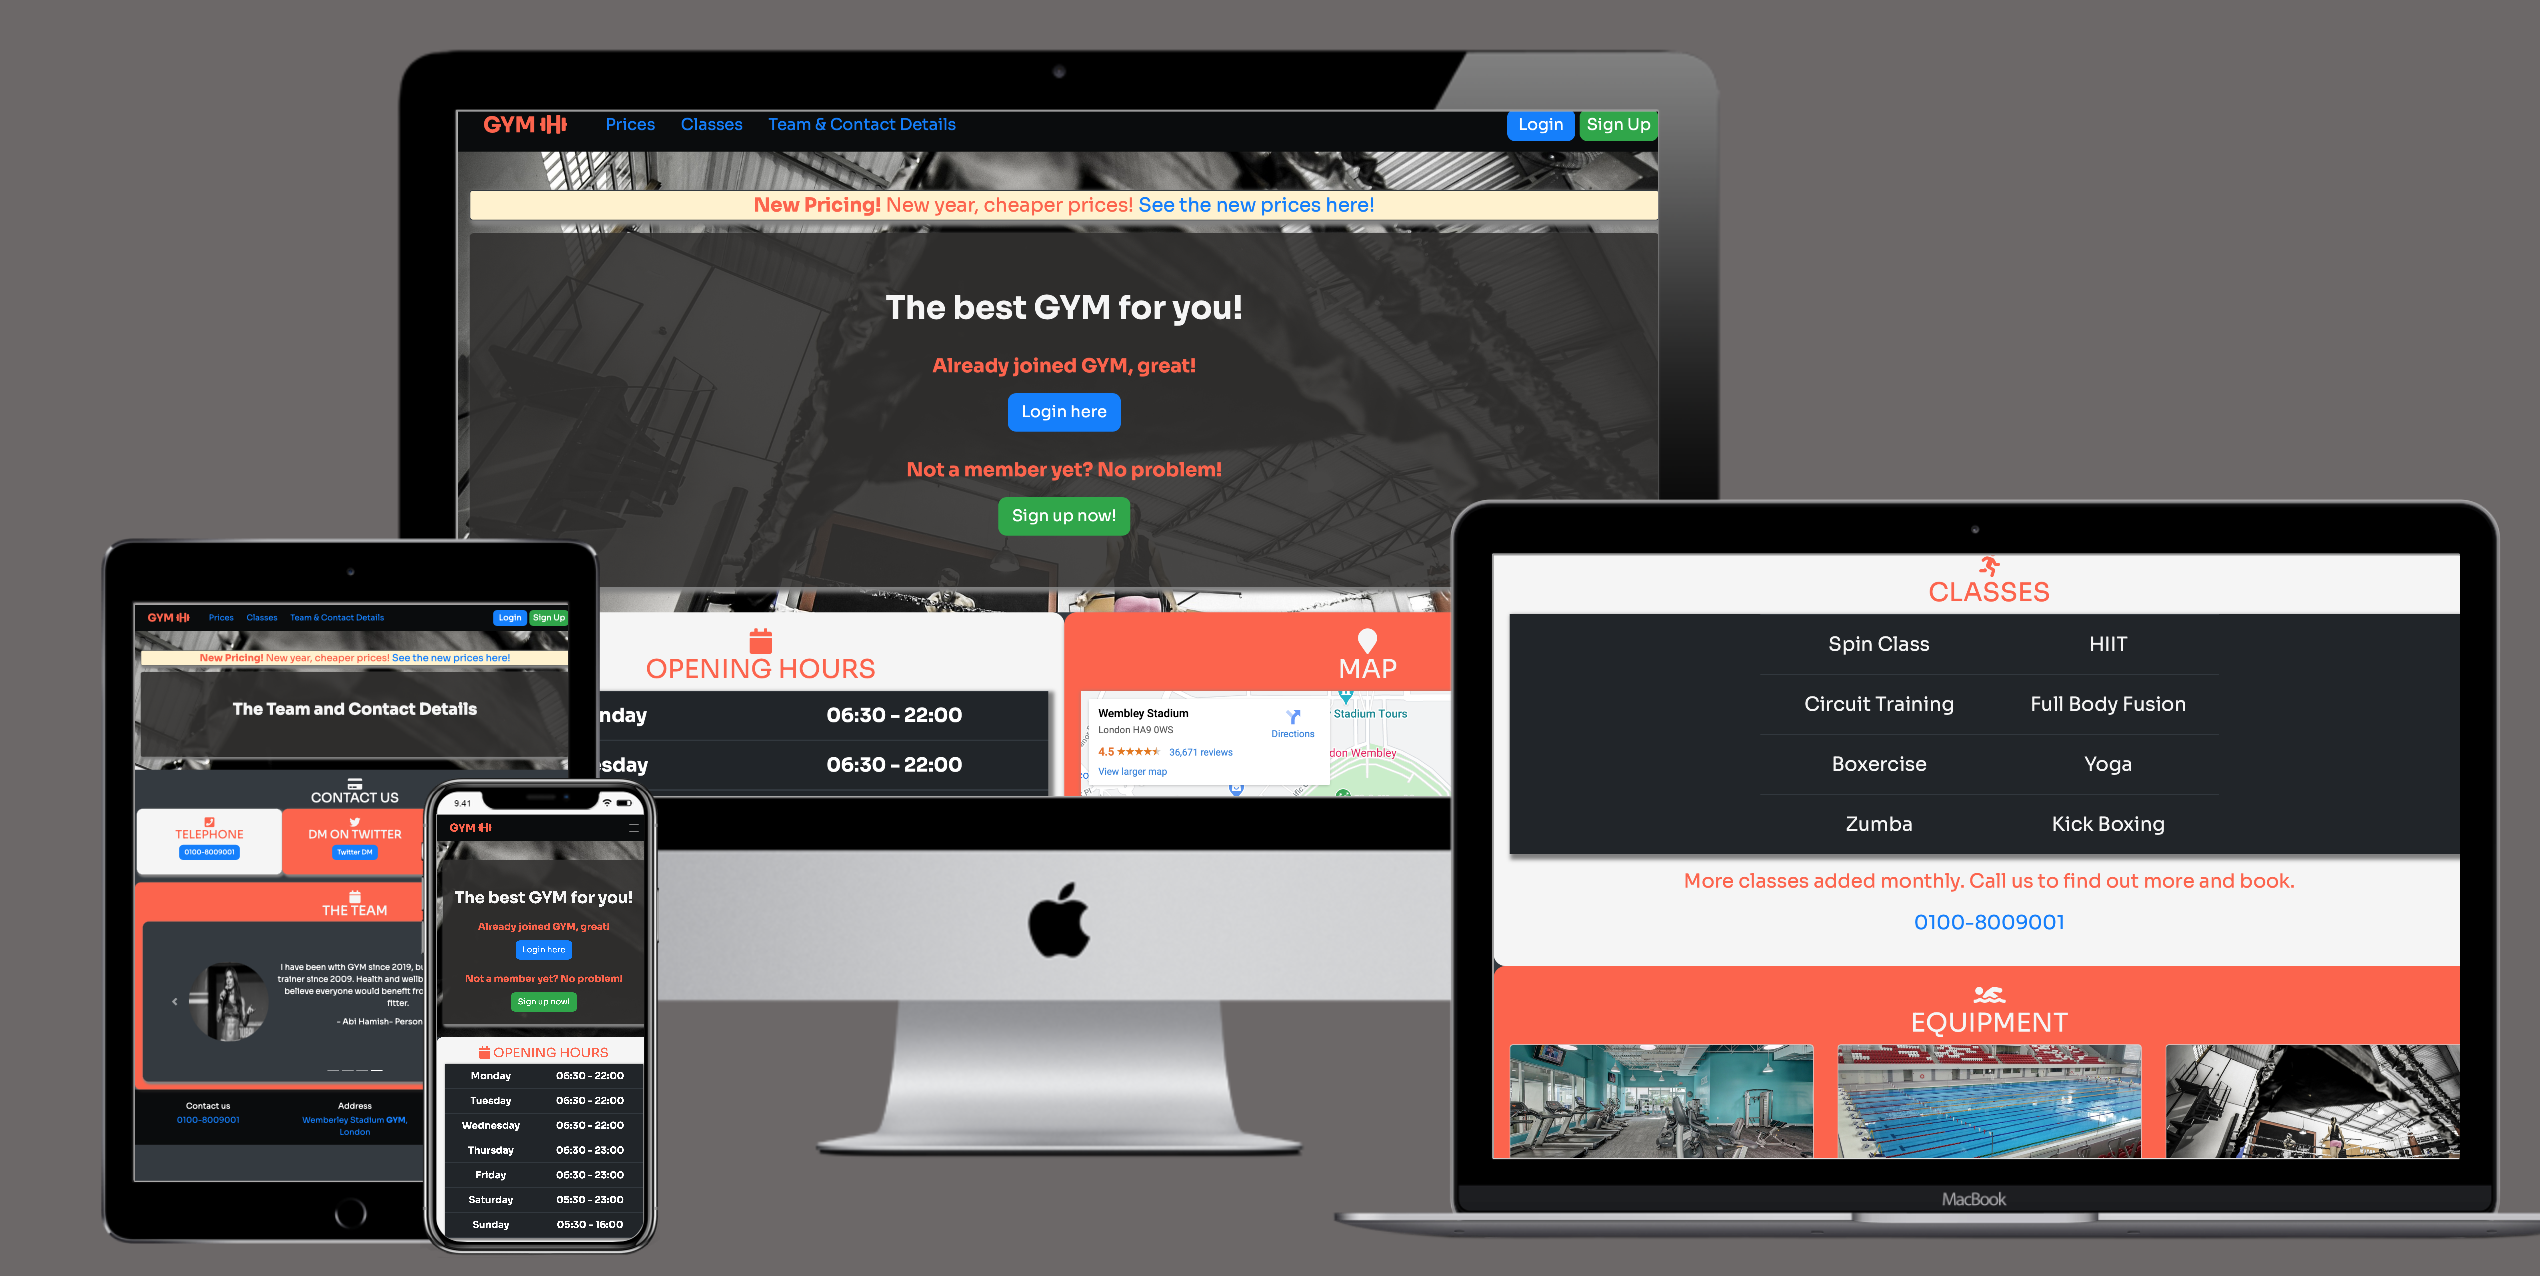 GYM
Prices
Classes
Team & Contact Details
Login
Sign Up
New Pricing! New year, cheaper prices! See the new prices here!
The best GYM for you!
Already joined GYM, great!
Login here
Not a member yet? No problem!
Sign up now!
OPENING HOURS
nday 06:30 - 22:00
sday 06:30 - 22:00
MAP
Wembley Stadium
London HA9 0WS
4.5 36,671 reviews
View larger map
Directions
Stadium Tours
don Wembley
GYM
Prices
Classes
Team & Contact Details
Login
Sign Up
New Pricing! New year, cheaper prices! See the new prices here!
The Team and Contact Details
CONTACT US
TELEPHONE
0100-8009001
DM ON TWITTER
Twitter DM
THE TEAM
I have been with GYM since 2019, bu
trainer since 2009. Health and wellb
believe everyone would benefit fro
fitter.
- Abi Hamish- Person
Contact us
0100-8009001
Address
Wemberley Stadium GYM,
London
9.41
GYM
The best GYM for you!
Already joined GYM, great!
Login here
Not a member yet? No problem!
Sign up now!
OPENING HOURS
Monday 06:30 - 22:00
Tuesday 06:30 - 22:00
Wednesday 06:30 - 22:00
Thursday 06:30 - 23:00
Friday 06:30 - 23:00
Saturday 05:30 - 23:00
Sunday 05:30 - 16:00
CLASSES
Spin Class HIIT
Circuit Training Full Body Fusion
Boxercise Yoga
Zumba Kick Boxing
More classes added monthly. Call us to find out more and book.
0100-8009001
EQUIPMENT
MacBook